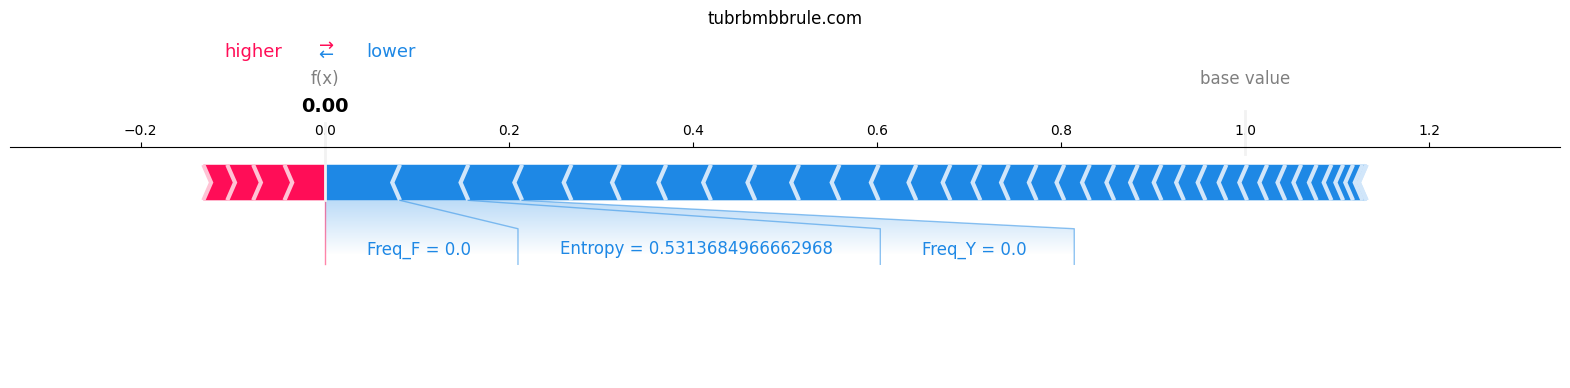 tubrbmbbrule.com
higher → ← lower
f(x) base value
0.00
−0.2 0 0 0.2 0.4 0.6 0.8 1 0 1.2
Freq_F = 0.0 Entropy = 0.5313684966662968 Freq_Y = 0.0